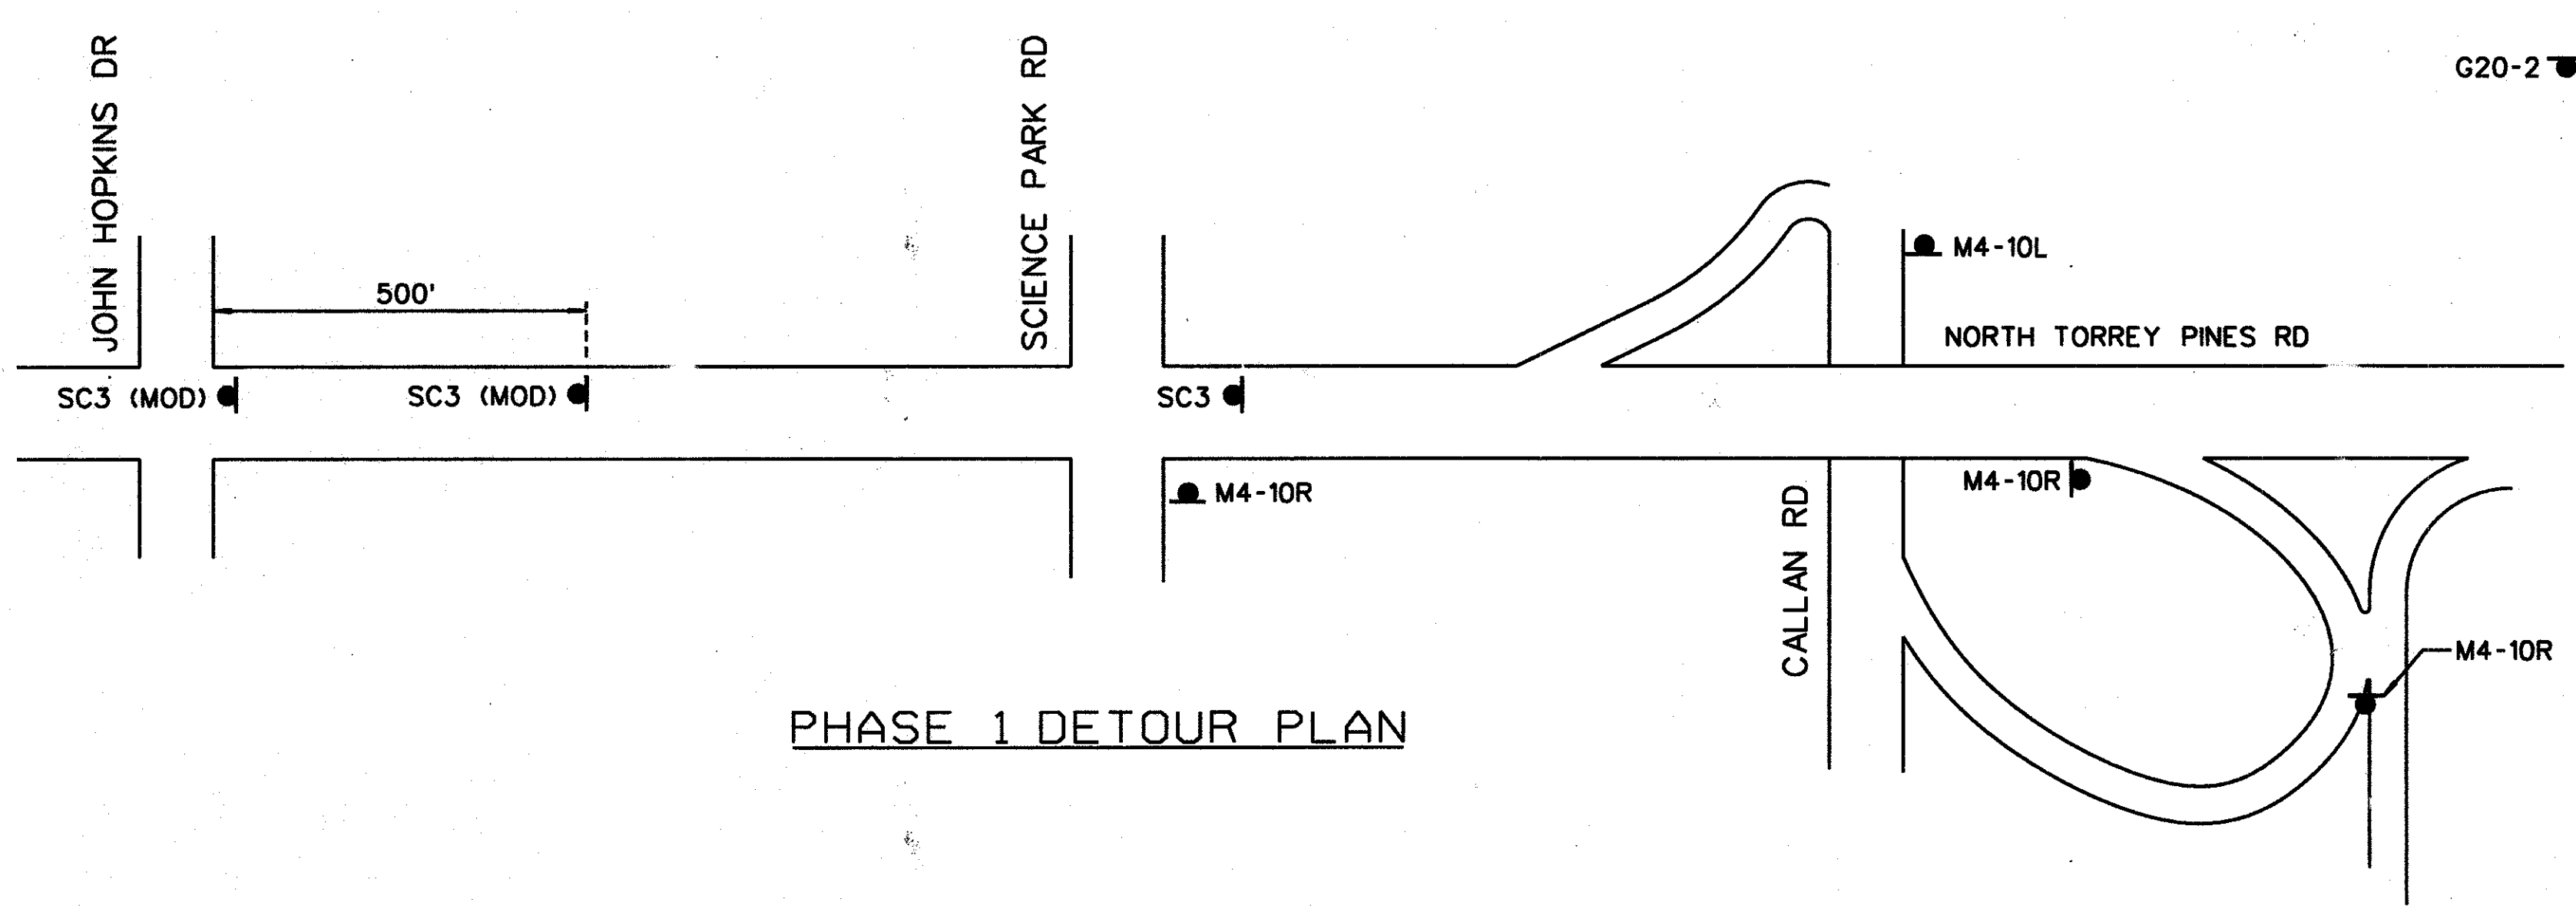 JOHN HOPKINS DR
SCIENCE PARK RD
G20-2
M4-10L
500'
NORTH TORREY PINES RD
SC3 (MOD)
SC3 (MOD)
SC3
M4-10R
M4-10R
CALLAN RD
M4-10R
PHASE 1 DETOUR PLAN